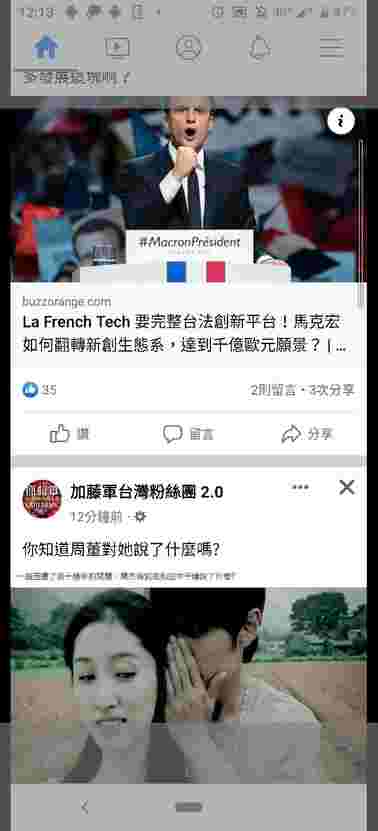 12:13
多發展這塊啊？
#MacronPrésident
buzzorange.com
La French Tech 要完整台法創新平台！馬克宏
如何翻轉新創生態系，達到千億歐元願景？ | ...
35
2則留言 · 3次分享
讚 留言 分享
加藤軍台灣粉絲團 2.0
12分鐘前
你知道周董對她說了什麼嗎?